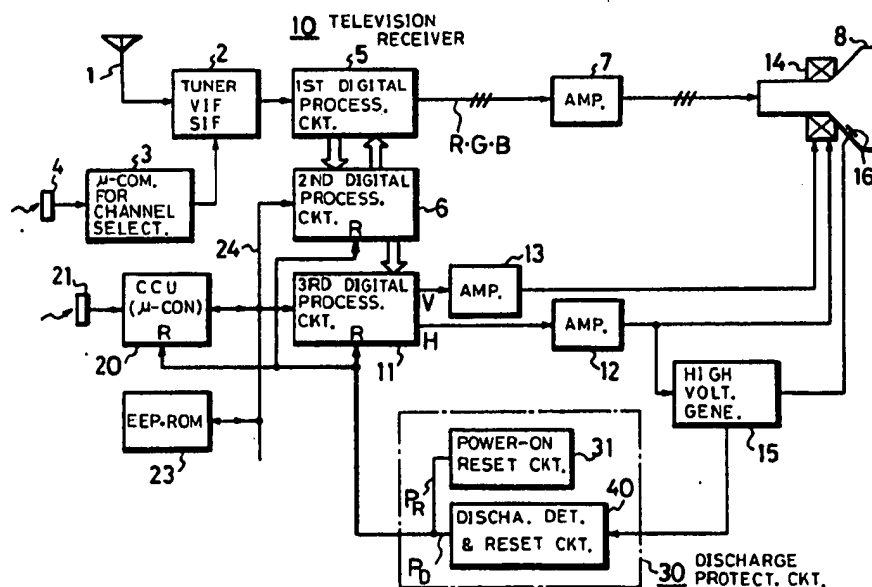 10 TELEVISION
RECEIVER
1
2
TUNER
VIF
SIF
5
1ST DIGITAL
PROCESS.
CKT.
R·G·B
7
AMP.
14
8
16
4
3
μ-COM.
FOR
CHANNEL
SELECT.
2ND DIGITAL
PROCESS.
CKT.
R
6
24
21
CCU
(μ-CON)
R
20
3RD DIGITAL
PROCESS.
CKT.
R
11
V
H
13
AMP.
AMP.
12
HIGH
VOLT.
GENE.
15
EEP·ROM
23
POWER-ON
RESET CKT.
31
PR
40
DISCHA. DET.
& RESET CKT.
PD
30 DISCHARGE
PROTECT. CKT.